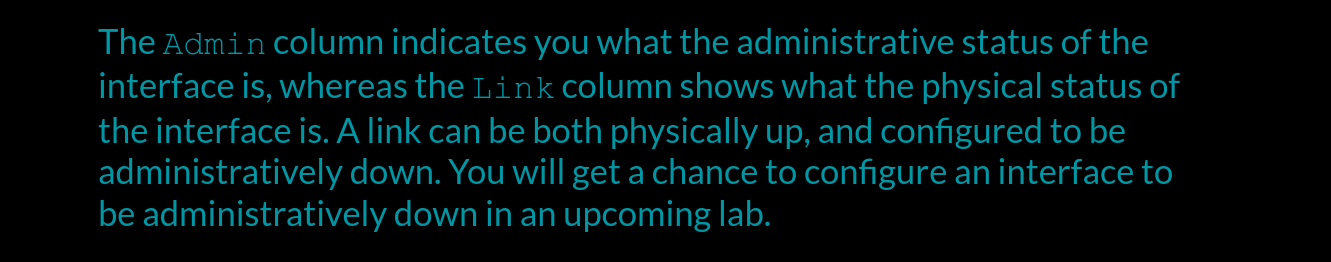 The Admin column indicates you what the administrative status of the
interface is, whereas the Link column shows what the physical status of
the interface is. A link can be both physically up, and configured to be
administratively down. You will get a chance to configure an interface to
be administratively down in an upcoming lab.